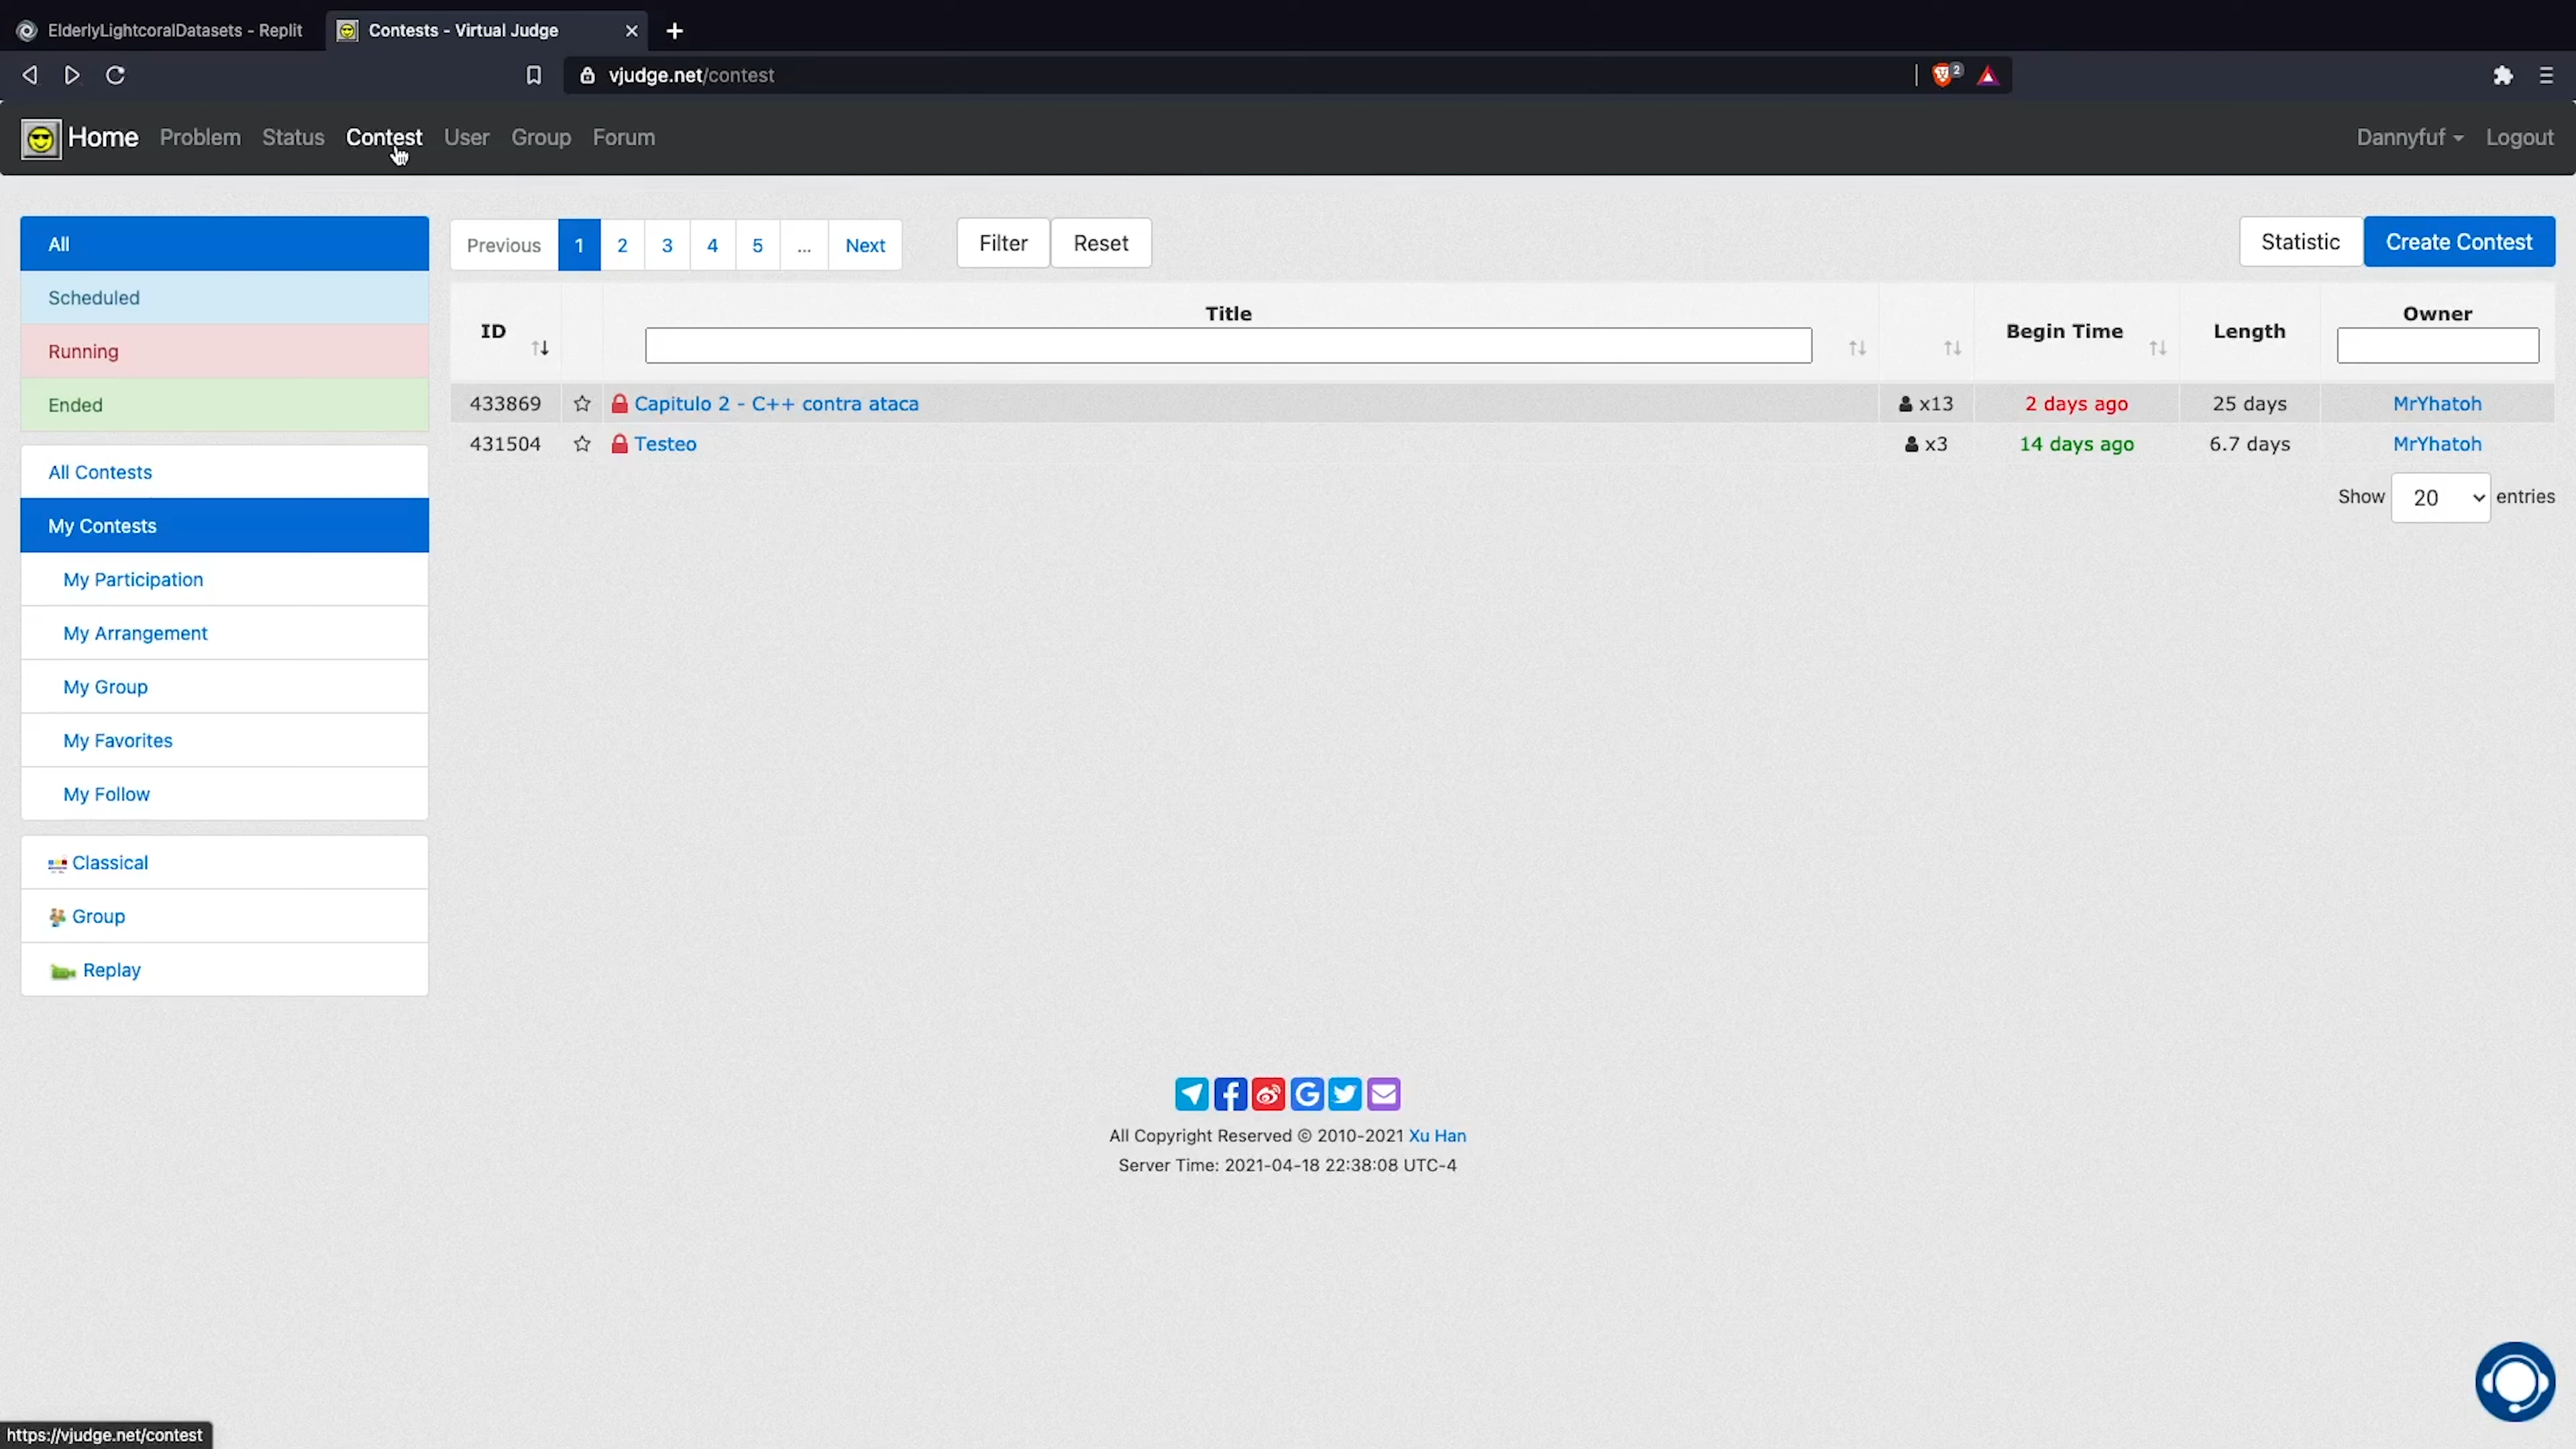 ElderlyLightcoralDatasets - Replit
Contests - Virtual Judge
vjudge.net/contest
2
Home Problem Status Contest User Group Forum
Dannyfuf Logout
All
Scheduled
Running
Ended
All Contests
My Contests
My Participation
My Arrangement
My Group
My Favorites
My Follow
Classical
Group
Replay
Previous 1 2 3 4 5 ... Next
Filter Reset
Statistic Create Contest
ID Title Begin Time Length Owner
433869 Capitulo 2 - C++ contra ataca x13 2 days ago 25 days MrYhatoh
431504 Testeo x3 14 days ago 6.7 days MrYhatoh
Show 20 entries
All Copyright Reserved © 2010-2021 Xu Han
Server Time: 2021-04-18 22:38:08 UTC-4
https://vjudge.net/contest